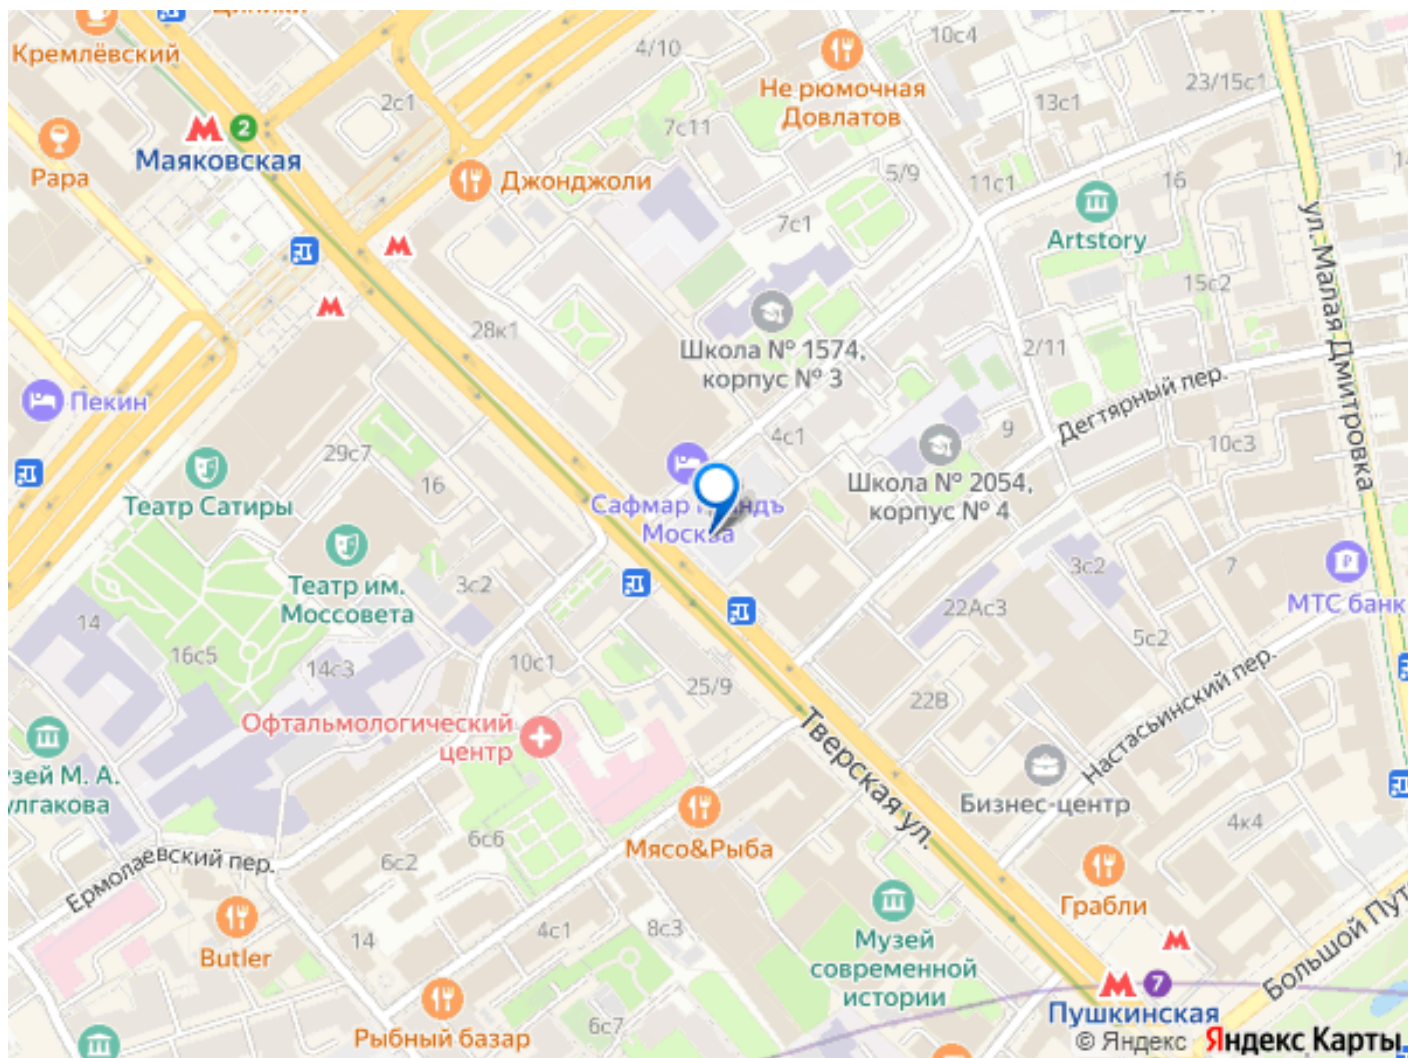 Кремлёвский
4/10
10с4
Не рюмочная
Довлатов
23/15с1
2с1
13с1
2
Маяковская
7с11
Рара
Джонджоли
5/9
11с1
16
Artstory
7с1
15с2
ул. Малая Дмитровка
28к1
Школа № 1574,
корпус № 3
2/11
Пекин
Дегтярный пер.
4с1
9
10с3
29с7
16
Театр Сатиры
Школа № 2054,
корпус № 4
Москва
Театр им.
Моссовета
3с2
3с2
7
МТС банк
14
22Ас3
5с2
16с5
14с3
10с1
25/9
22В
Настасьинский пер.
Офтальмологический
центр
Тверская ул.
Бизнес-центр
4к4
6с6
Мясо&Рыба
6с2
Ермолаевский пер.
Грабли
Butler
14
4с1
8с3
Музей
современной
истории
Большой Пут
7
Пушкинская
Рыбный базар
6с7
© Яндекс Яндекс Карты